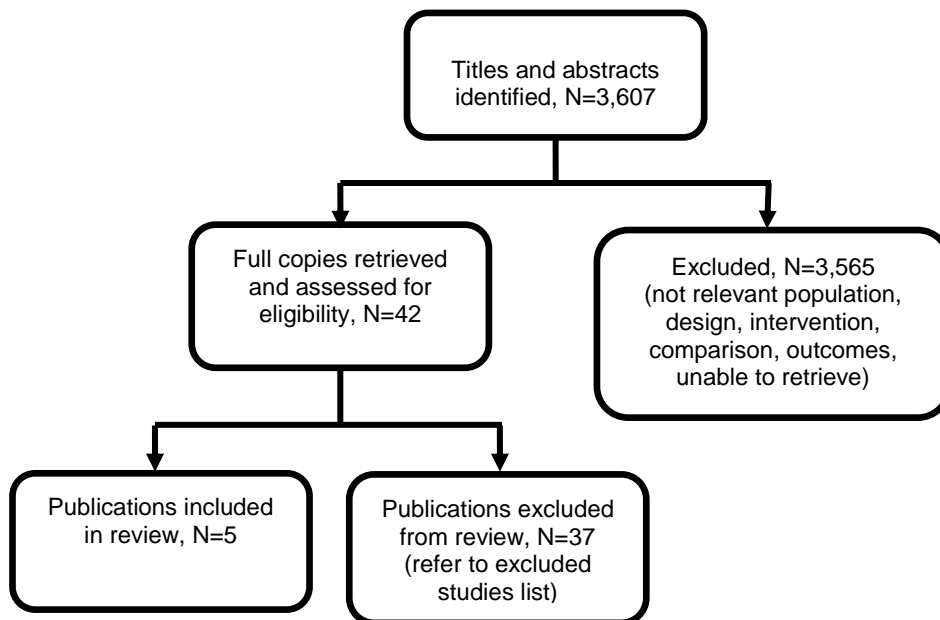 Titles and abstracts
identified, N=3,607
Full copies retrieved
and assessed for
eligibility, N=42
Excluded, N=3,565
(not relevant population,
design, intervention,
comparison, outcomes,
unable to retrieve)
Publications included
in review, N=5
Publications excluded
from review, N=37
(refer to excluded
studies list)